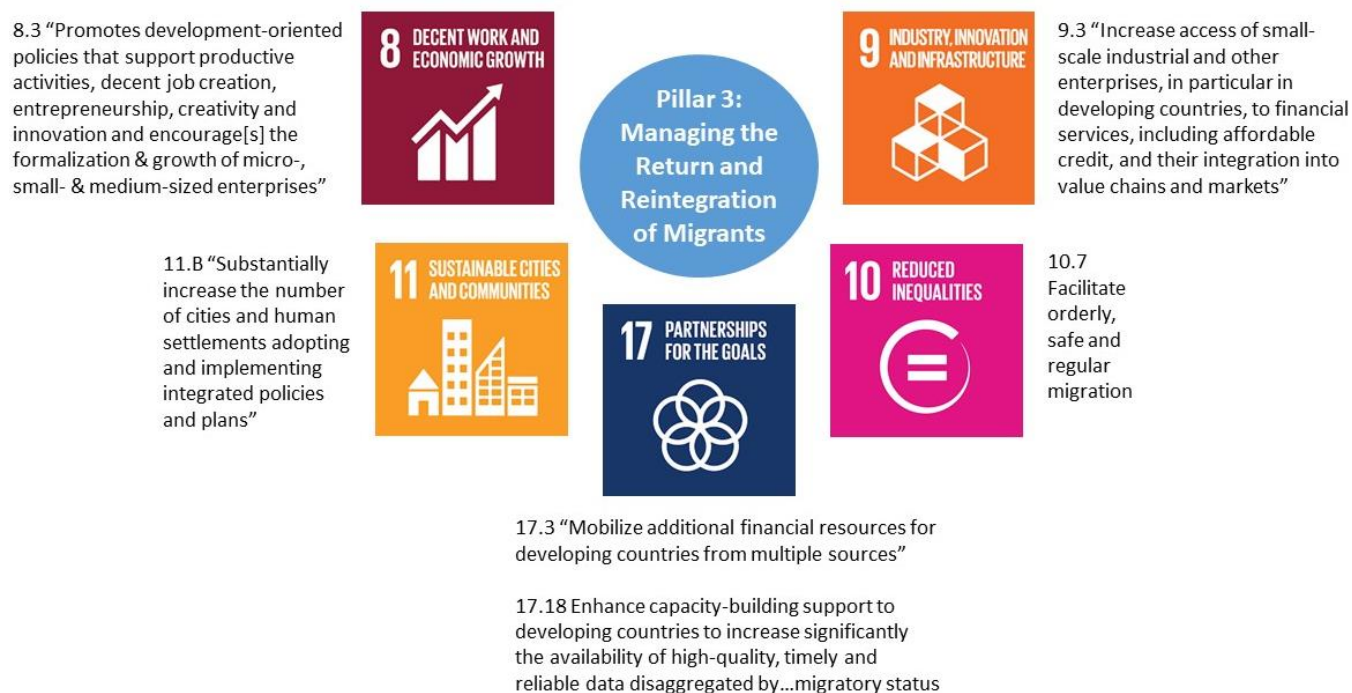 8.3 “Promotes development-oriented
policies that support productive
activities, decent job creation,
entrepreneurship, creativity and
innovation and encourage[s] the
formalization & growth of micro-,
small- & medium-sized enterprises”
8 DECENT WORK AND
ECONOMIC GROWTH
Pillar 3:
Managing the
Return and
Reintegration
of Migrants
9 INDUSTRY, INNOVATION
AND INFRASTRUCTURE
9.3 “Increase access of small-
scale industrial and other
enterprises, in particular in
developing countries, to financial
services, including affordable
credit, and their integration into
value chains and markets”
11.B “Substantially
increase the number
of cities and human
settlements adopting
and implementing
integrated policies
and plans”
11 SUSTAINABLE CITIES
AND COMMUNITIES
17 PARTNERSHIPS
FOR THE GOALS
10 REDUCED
INEQUALITIES
10.7
Facilitate
orderly,
safe and
regular
migration
17.3 “Mobilize additional financial resources for
developing countries from multiple sources”
17.18 Enhance capacity-building support to
developing countries to increase significantly
the availability of high-quality, timely and
reliable data disaggregated by…migratory status